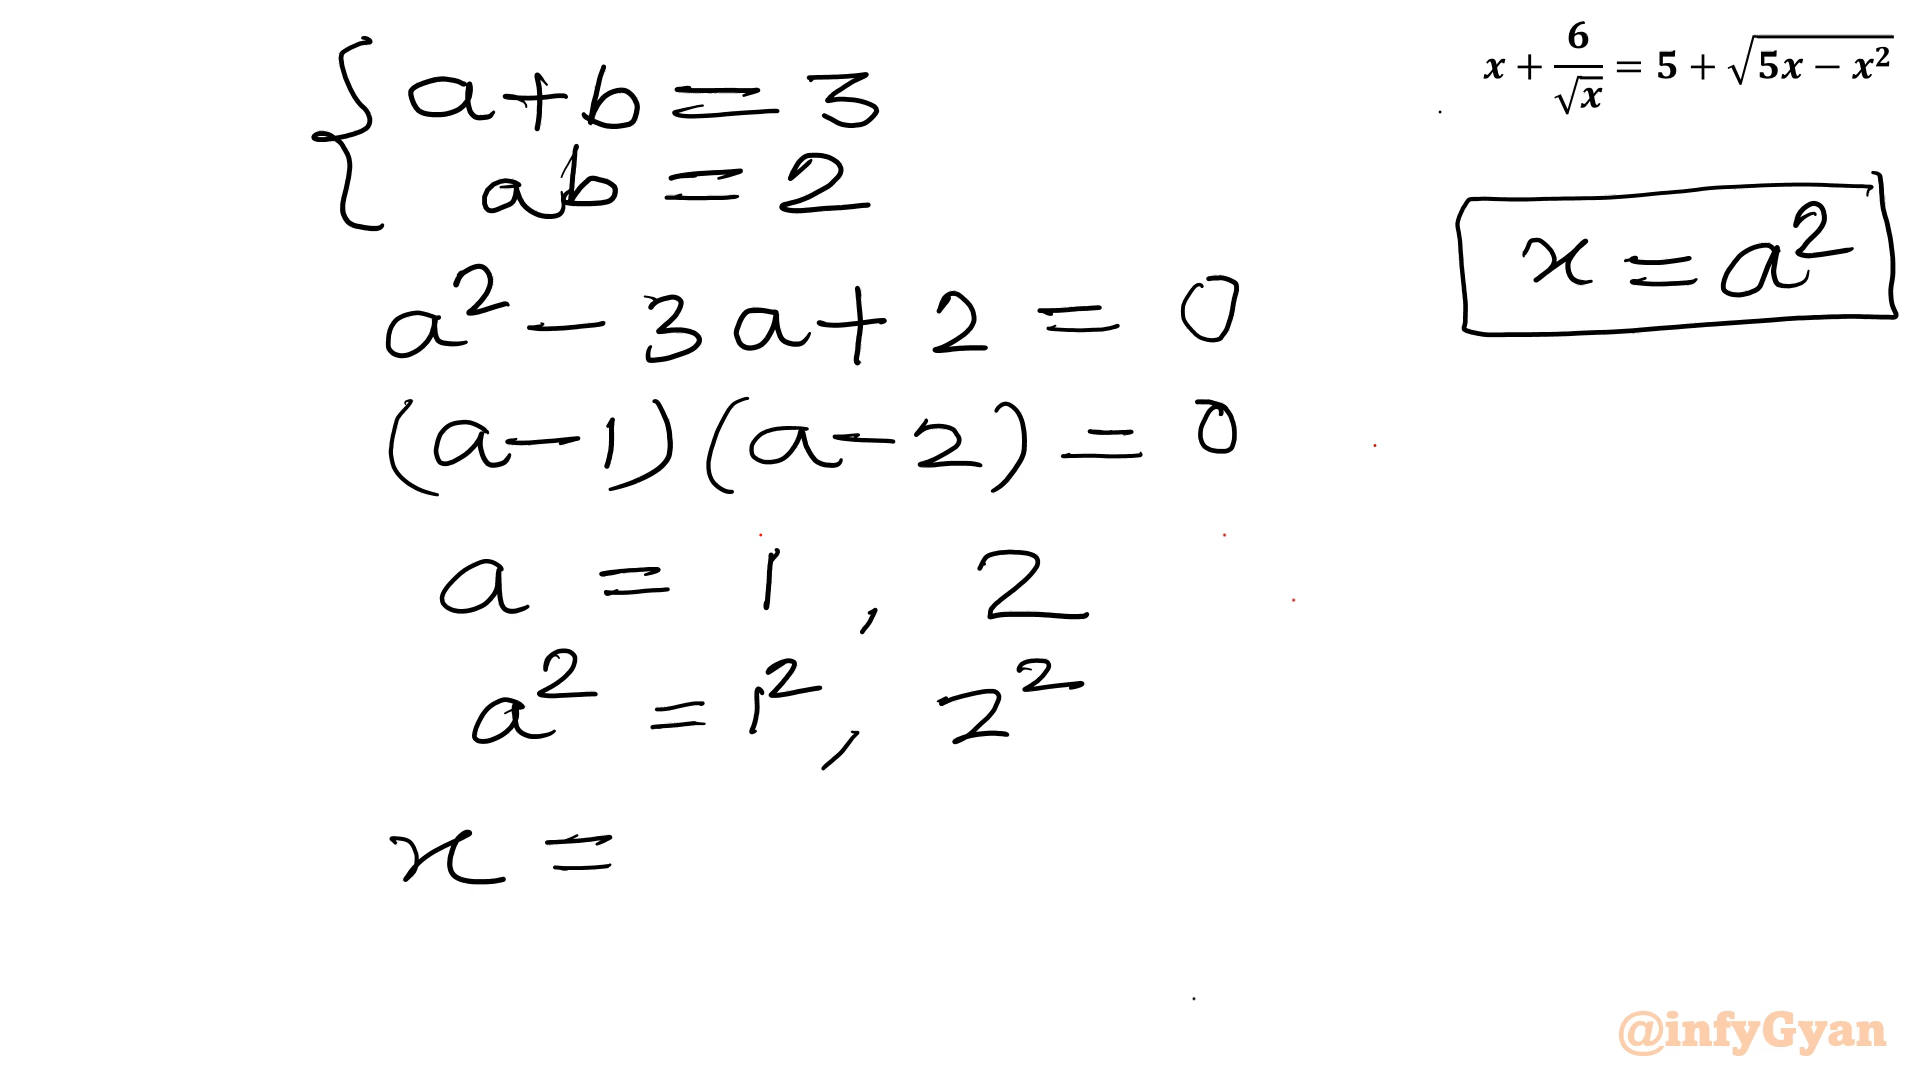 x + 6/√x = 5 + √(5x − x²)
{ a + b = 3
ab = 2
x = a²
a² − 3a + 2 = 0
(a − 1)(a − 2) = 0
a = 1, 2
a² = 1², 2²
x =
@infyGyan